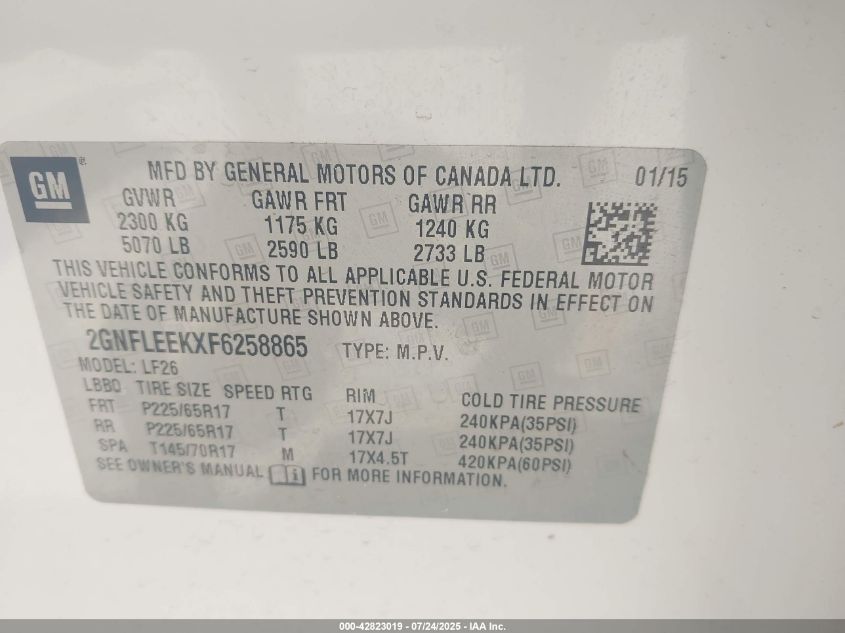 GM
MFD BY GENERAL MOTORS OF CANADA LTD. 01/15
GVWR GAWR FRT GAWR RR
2300 KG 1175 KG 1240 KG
5070 LB 2590 LB 2733 LB
THIS VEHICLE CONFORMS TO ALL APPLICABLE U.S. FEDERAL MOTOR
VEHICLE SAFETY AND THEFT PREVENTION STANDARDS IN EFFECT ON
THE DATE OF MANUFACTURE SHOWN ABOVE.
2GNFLEEKXF6258865 TYPE: M.P.V.
MODEL: LF26
LBBO TIRE SIZE SPEED RTG RIM COLD TIRE PRESSURE
FRT P225/65R17 T 17X7J 240KPA(35PSI)
RR P225/65R17 T 17X7J 240KPA(35PSI)
SPA T145/70R17 M 17X4.5T 420KPA(60PSI)
SEE OWNER'S MANUAL FOR MORE INFORMATION.
000-42823019 - 07/24/2025 - IAA Inc.